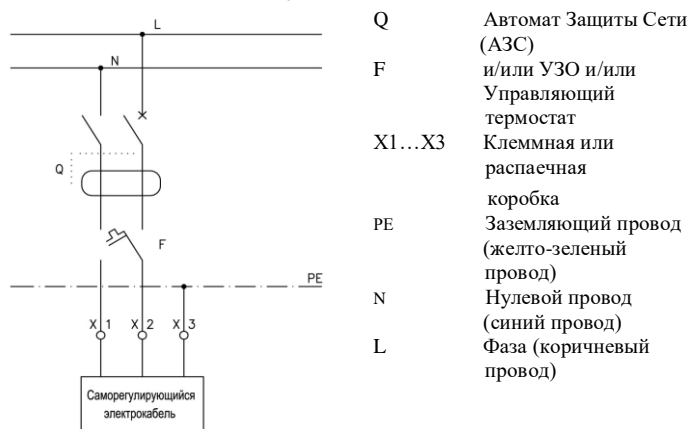 L
N
Q
F
PE
X 1 X 2 X 3
Саморегулирующийся
электрокабель
Q Автомат Защиты Сети
(АЗС)
F и/или УЗО и/или
Управляющий
термостат
X1…X3 Клеммная или
распаечная
коробка
PE Заземляющий провод
(желто-зеленый
провод)
N Нулевой провод
(синий провод)
L Фаза (коричневый
провод)